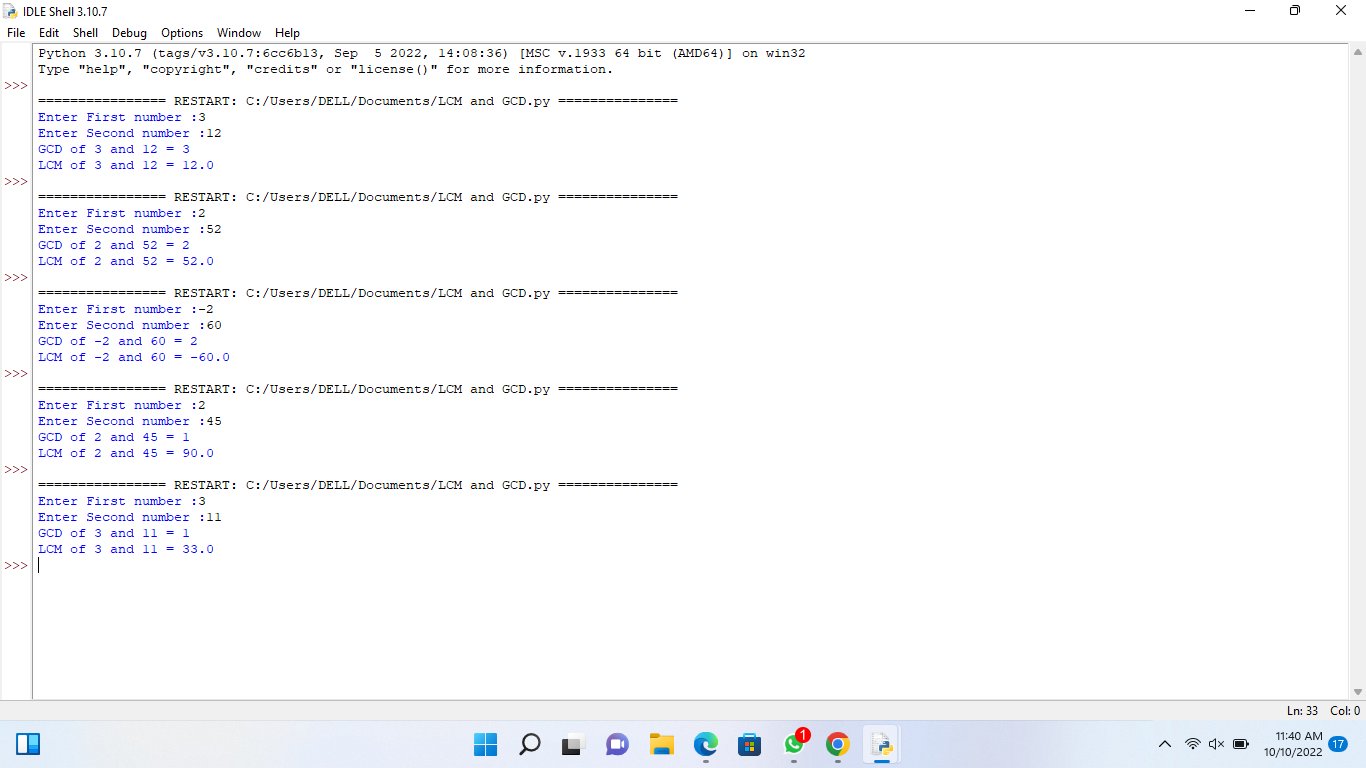 IDLE Shell 3.10.7
File Edit Shell Debug Options Window Help
Python 3.10.7 (tags/v3.10.7:6cc6b13, Sep  5 2022, 14:08:36) [MSC v.1933 64 bit (AMD64)] on win32
Type "help", "copyright", "credits" or "license()" for more information.
>>>
================ RESTART: C:/Users/DELL/Documents/LCM and GCD.py ===============
Enter First number :3
Enter Second number :12
GCD of 3 and 12 = 3
LCM of 3 and 12 = 12.0
>>>
================ RESTART: C:/Users/DELL/Documents/LCM and GCD.py ===============
Enter First number :2
Enter Second number :52
GCD of 2 and 52 = 2
LCM of 2 and 52 = 52.0
>>>
================ RESTART: C:/Users/DELL/Documents/LCM and GCD.py ===============
Enter First number :-2
Enter Second number :60
GCD of -2 and 60 = 2
LCM of -2 and 60 = -60.0
>>>
================ RESTART: C:/Users/DELL/Documents/LCM and GCD.py ===============
Enter First number :2
Enter Second number :45
GCD of 2 and 45 = 1
LCM of 2 and 45 = 90.0
>>>
================ RESTART: C:/Users/DELL/Documents/LCM and GCD.py ===============
Enter First number :3
Enter Second number :11
GCD of 3 and 11 = 1
LCM of 3 and 11 = 33.0
>>>
Ln: 33 Col: 0
1
11:40 AM
10/10/2022
17